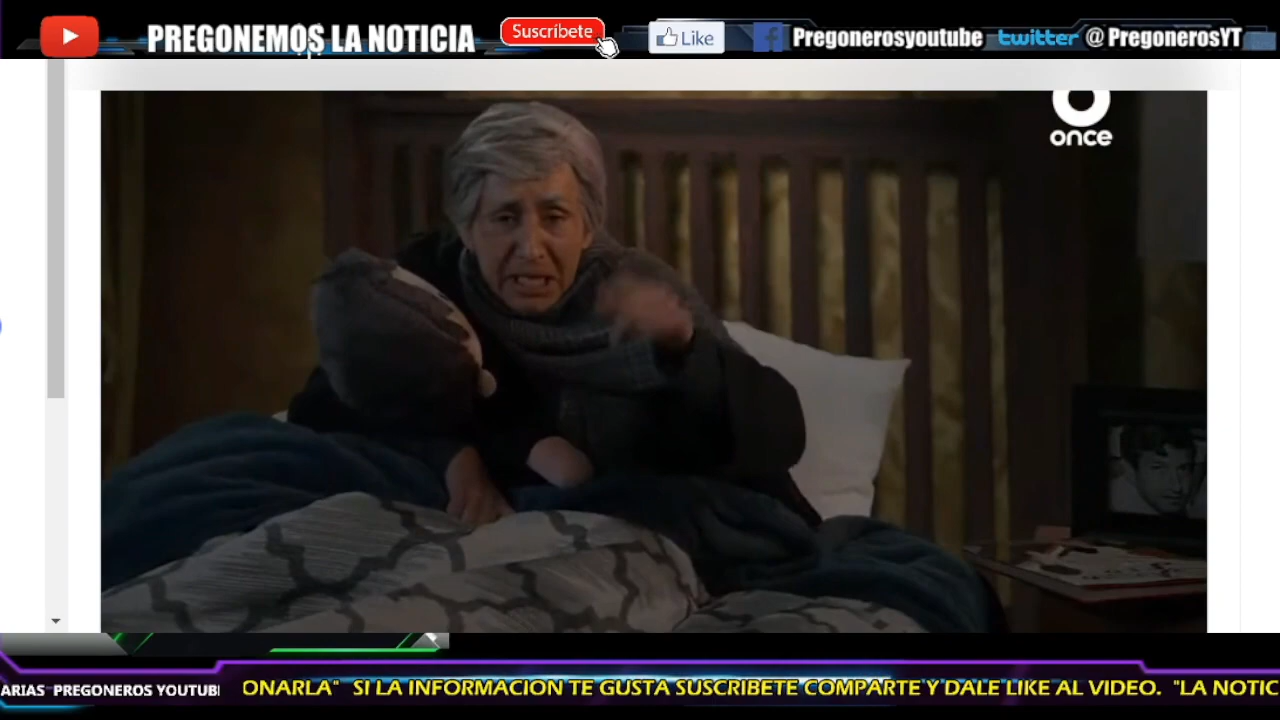 PREGONEMOS LA NOTICIA
Suscríbete
Like
Pregonerosyoutube
twitter @PregonerosYT
once
ARIAS PREGONEROS YOUTUB
ONARLA" SI LA INFORMACION TE GUSTA SUSCRIBETE COMPARTE Y DALE LIKE AL VIDEO. "LA NOTIC